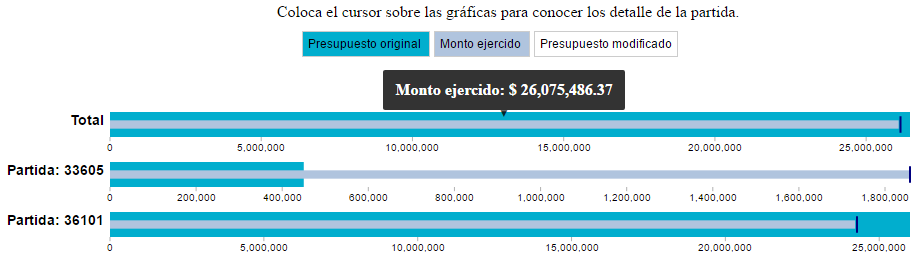 Coloca el cursor sobre las gráficas para conocer los detalle de la partida.
Presupuesto original Monto ejercido Presupuesto modificado
Monto ejercido: $ 26,075,486.37
Total
0 5,000,000 10,000,000 15,000,000 20,000,000 25,000,000
Partida: 33605
0 200,000 400,000 600,000 800,000 1,000,000 1,200,000 1,400,000 1,600,000 1,800,000
Partida: 36101
0 5,000,000 10,000,000 15,000,000 20,000,000 25,000,000